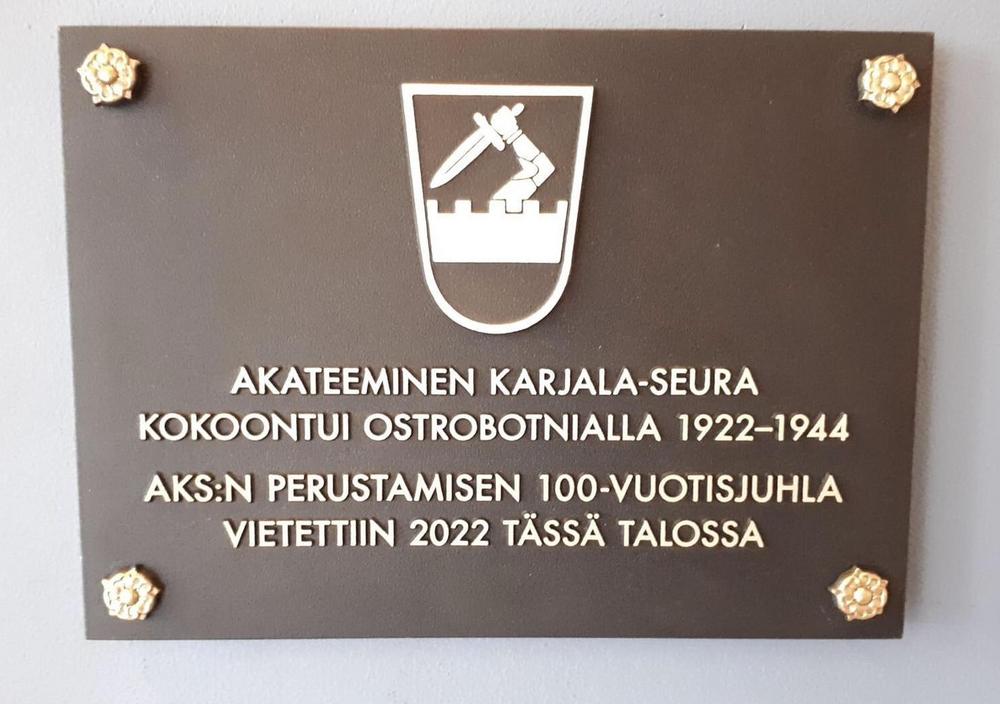 AKATEEMINEN KARJALA-SEURA
KOKOONTUI OSTROBOTNIALLA 1922–1944
AKS:N PERUSTAMISEN 100-VUOTISJUHLA
VIETETTIIN 2022 TÄSSÄ TALOSSA